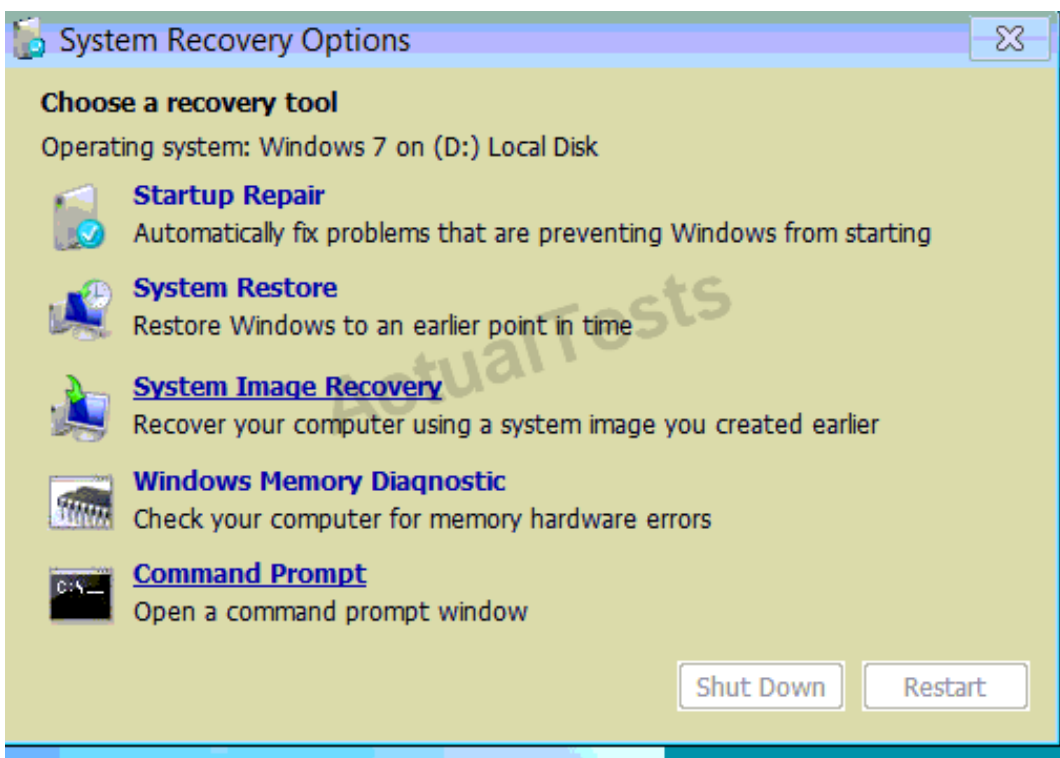 System Recovery Options
Choose a recovery tool
Operating system: Windows 7 on (D:) Local Disk
Startup Repair
Automatically fix problems that are preventing Windows from starting
System Restore
Restore Windows to an earlier point in time
ActualTests
System Image Recovery
Recover your computer using a system image you created earlier
Windows Memory Diagnostic
Check your computer for memory hardware errors
C:\_
Command Prompt
Open a command prompt window
Shut Down
Restart